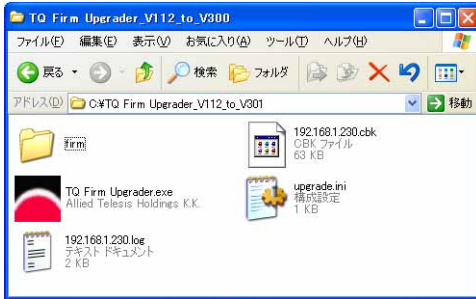 TQ Firm Upgrader_V112_to_V300
ファイル(F) 編集(E) 表示(V) お気に入り(A) ツール(T) ヘルプ(H)
戻る 検索 フォルダ
アドレス(D) C:¥TQ Firm Upgrader_V112_to_V301 移動
firm
192.168.1.230.cbk
CBK ファイル
63 KB
TQ Firm Upgrader.exe
Allied Telesis Holdings K.K.
upgrade.ini
構成設定
1 KB
192.168.1.230.log
テキスト ドキュメント
2 KB